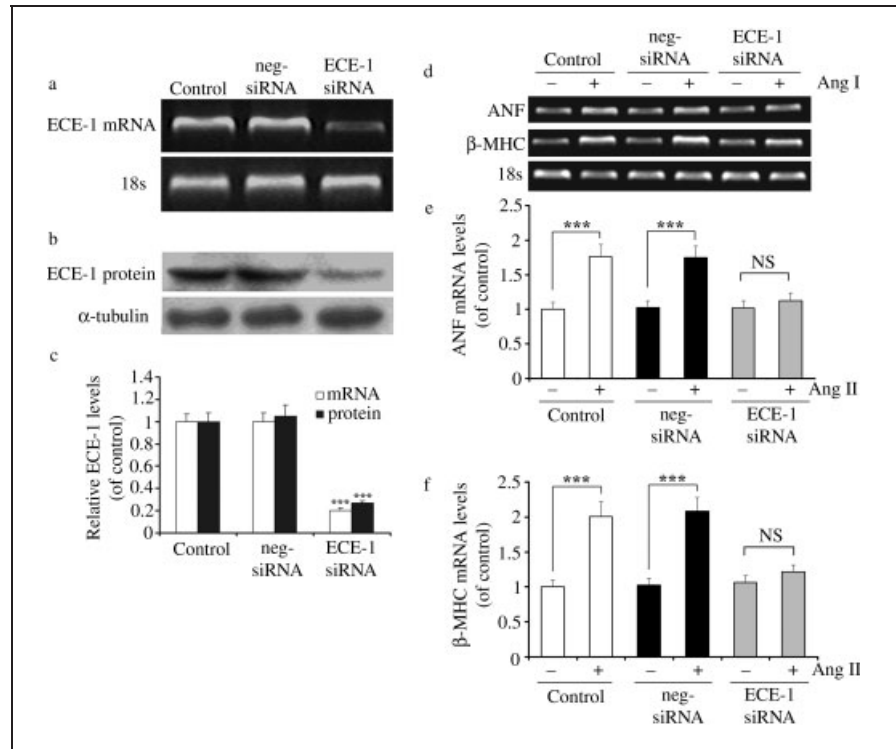 a
Control
neg-
siRNA
ECE-1
siRNA
ECE-1 mRNA
18s
b
ECE-1 protein
α-tubulin
c
Relative ECE-1 levels
(of control)
1.4
1.2
1
0.8
0.6
0.4
0.2
0
mRNA
protein
*** ***
Control
neg-
siRNA
ECE-1
siRNA
d
Control
neg-
siRNA
ECE-1
siRNA
– + – + – + Ang I
ANF
β-MHC
18s
e
ANF mRNA levels
(of control)
2.5
2
1.5
1
0.5
0
*** *** NS
– + – + – + Ang II
Control
neg-
siRNA
ECE-1
siRNA
f
β-MHC mRNA levels
(of control)
2.5
2
1.5
1
0.5
0
*** *** NS
– + – + – + Ang II
Control
neg-
siRNA
ECE-1
siRNA